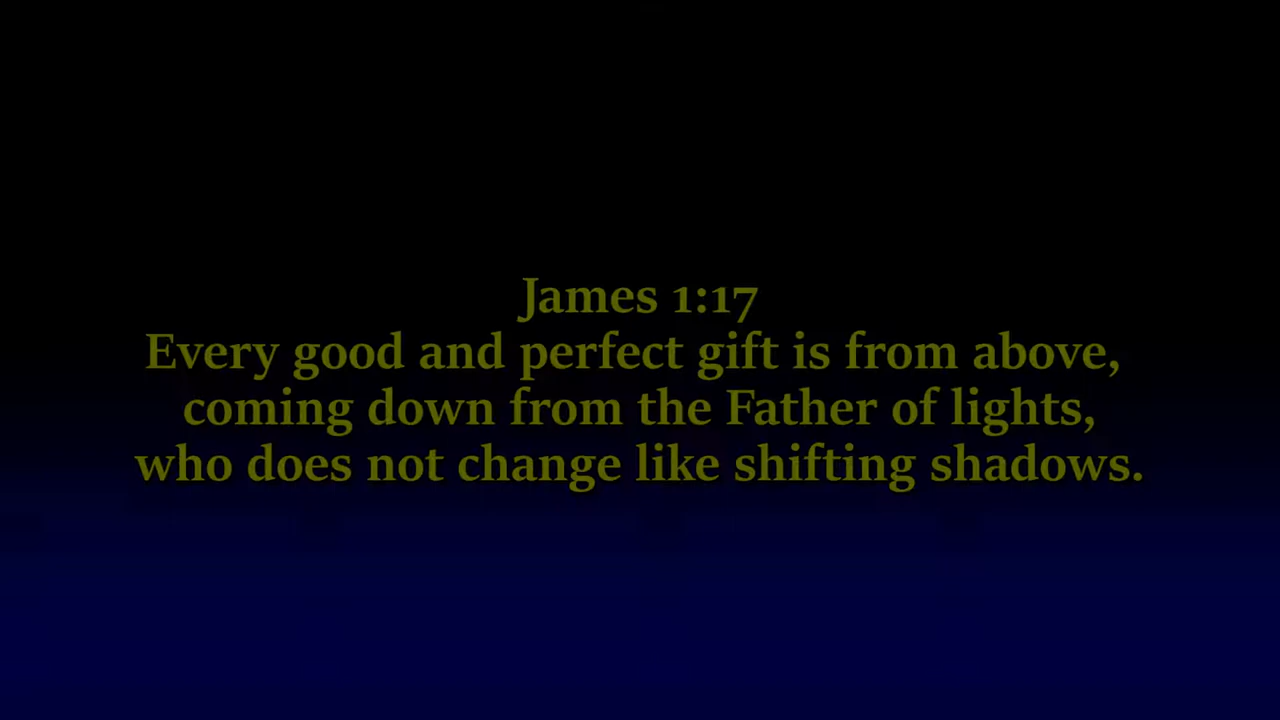 James 1:17
Every good and perfect gift is from above,
coming down from the Father of lights,
who does not change like shifting shadows.